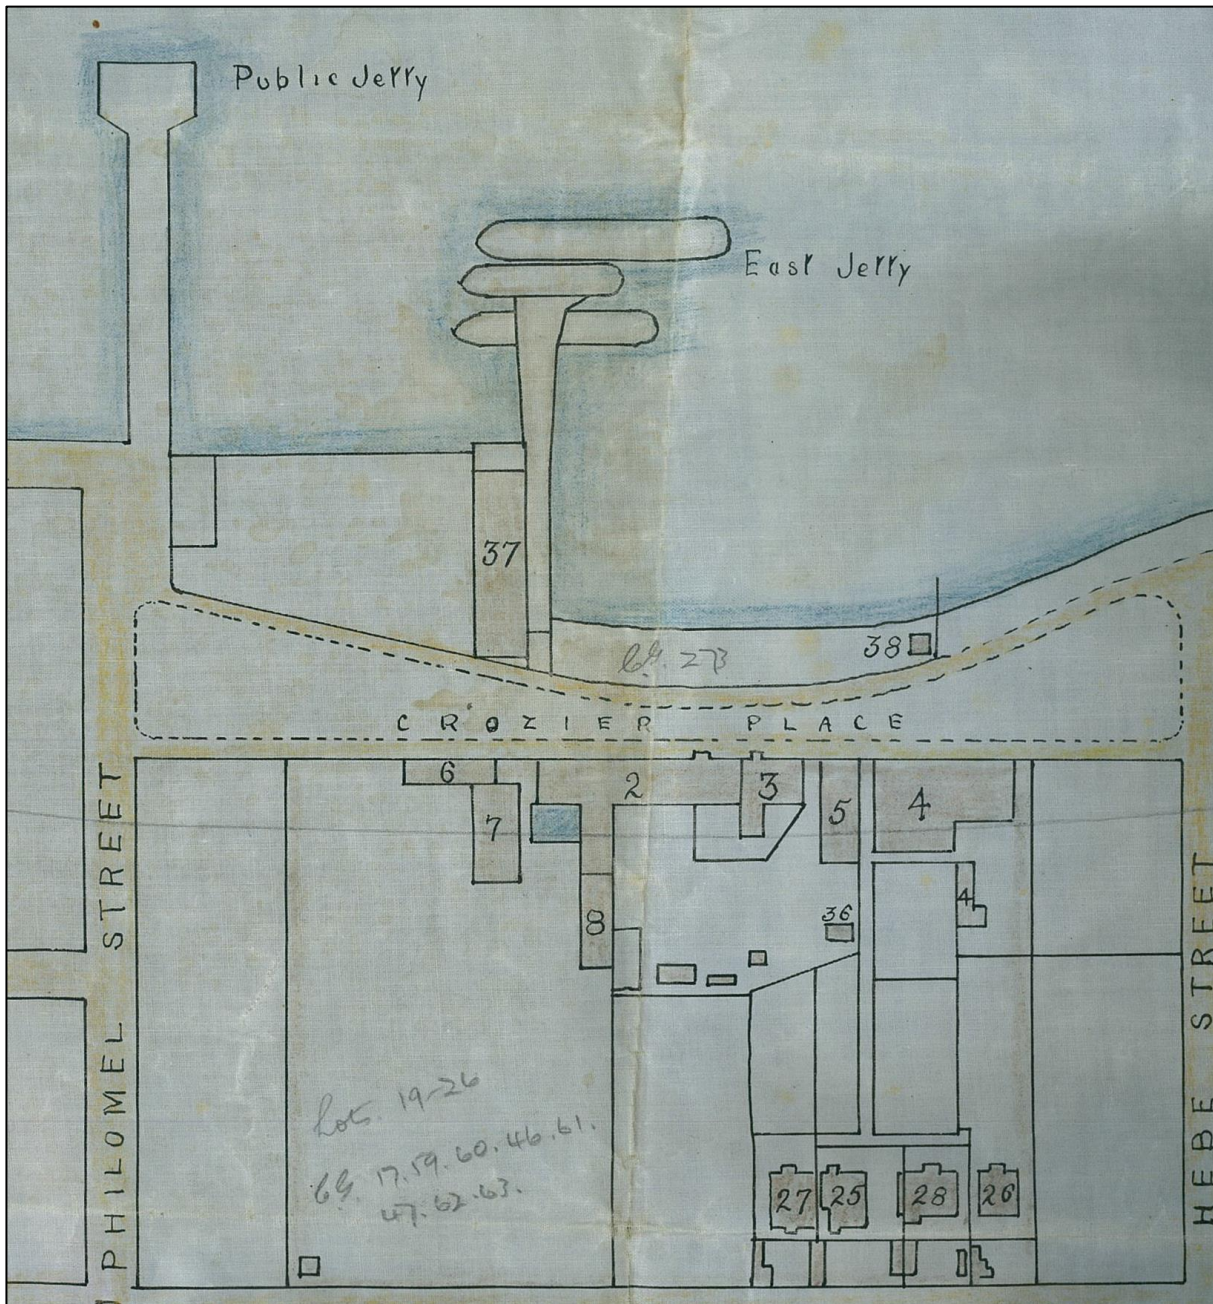 Public Jetty
East Jetty
37
38
C.G. 273
CROZIER PLACE
6
2
3
5
4
7
8
4
36
PHILOMEL STREET
HEBE STREET
Lots. 19-26
C.G. 17.59.60.46.61.
47.62.63.
27
25
28
26